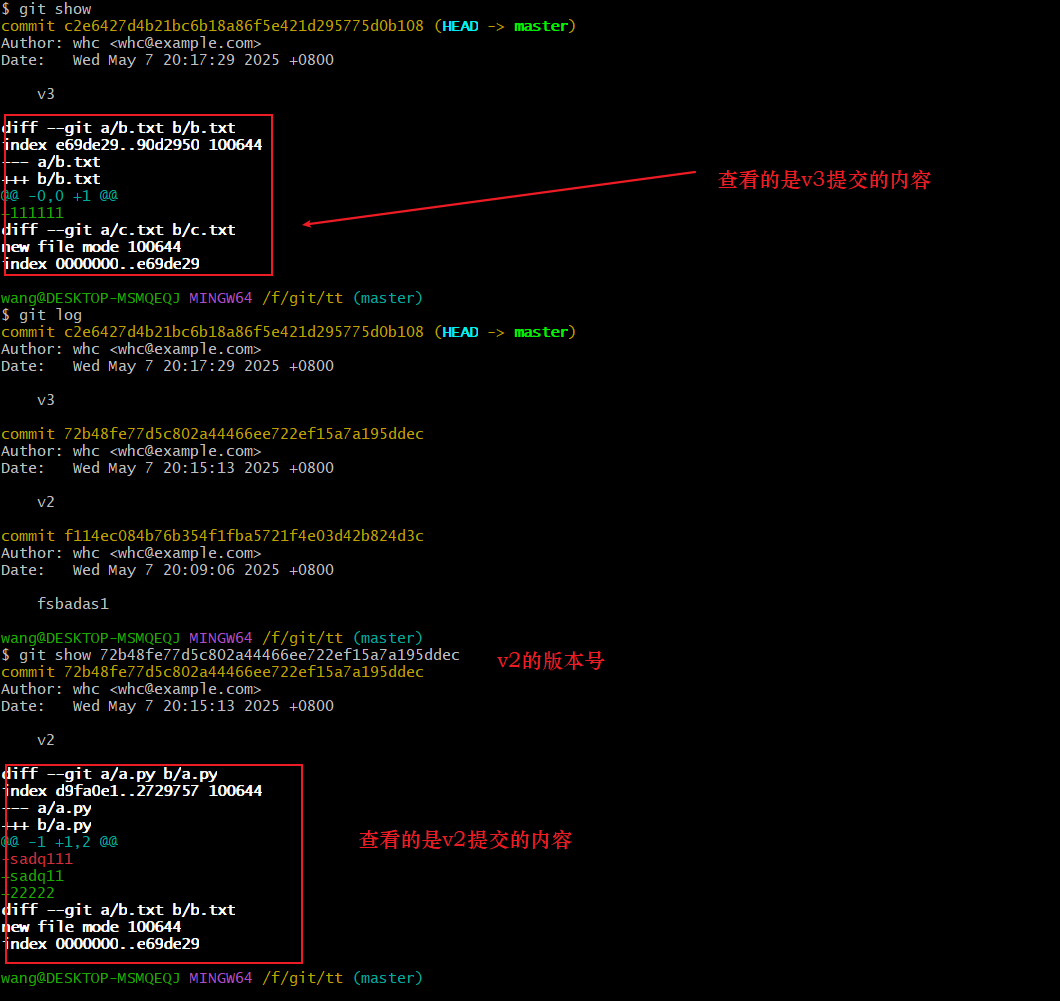 $ git show
commit c2e6427d4b21bc6b18a86f5e421d295775d0b108 (HEAD -> master)
Author: whc <whc@example.com>
Date:   Wed May 7 20:17:29 2025 +0800
v3
diff --git a/b.txt b/b.txt
index e69de29..90d2950 100644
--- a/b.txt
+++ b/b.txt
查看的是v3提交的内容
@@ -0,0 +1 @@
+111111
diff --git a/c.txt b/c.txt
new file mode 100644
index 0000000..e69de29
wang@DESKTOP-MSMQEQJ MINGW64 /f/git/tt (master)
$ git log
commit c2e6427d4b21bc6b18a86f5e421d295775d0b108 (HEAD -> master)
Author: whc <whc@example.com>
Date:   Wed May 7 20:17:29 2025 +0800
v3
commit 72b48fe77d5c802a44466ee722ef15a7a195ddec
Author: whc <whc@example.com>
Date:   Wed May 7 20:15:13 2025 +0800
v2
commit f114ec084b76b354f1fba5721f4e03d42b824d3c
Author: whc <whc@example.com>
Date:   Wed May 7 20:09:06 2025 +0800
fsbadas1
wang@DESKTOP-MSMQEQJ MINGW64 /f/git/tt (master)
$ git show 72b48fe77d5c802a44466ee722ef15a7a195ddec
v2的版本号
commit 72b48fe77d5c802a44466ee722ef15a7a195ddec
Author: whc <whc@example.com>
Date:   Wed May 7 20:15:13 2025 +0800
v2
diff --git a/a.py b/a.py
index d9fa0e1..2729757 100644
--- a/a.py
+++ b/a.py
@@ -1 +1,2 @@
查看的是v2提交的内容
-sadq111
+sadq11
+22222
diff --git a/b.txt b/b.txt
new file mode 100644
index 0000000..e69de29
wang@DESKTOP-MSMQEQJ MINGW64 /f/git/tt (master)